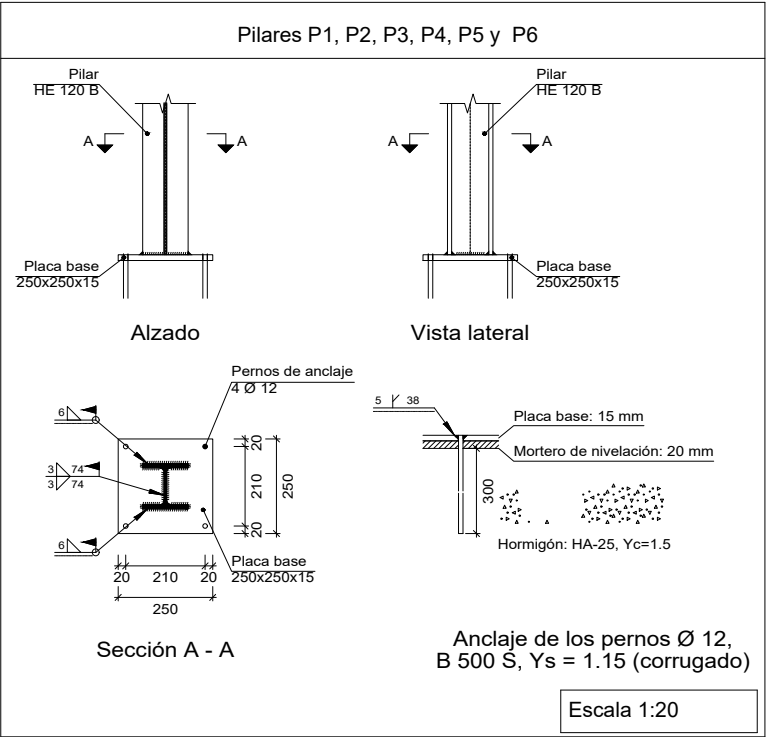 Pilares P1, P2, P3, P4, P5 y P6
Pilar
HE 120 B
A
A
Placa base
250x250x15
Alzado
Pilar
HE 120 B
A
A
Placa base
250x250x15
Vista lateral
Pernos de anclaje
4 Ø 12
6
3
74
3
74
6
20
210
20
250
Placa base
250x250x15
20
210
20
250
Sección A - A
5
38
Placa base: 15 mm
Mortero de nivelación: 20 mm
300
Hormigón: HA-25, Yc=1.5
Anclaje de los pernos Ø 12,
B 500 S, Ys = 1.15 (corrugado)
Escala 1:20